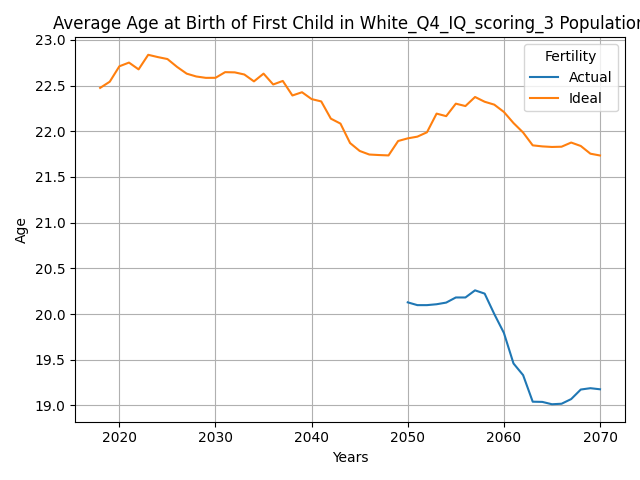 Average Age at Birth of First Child in White_Q4_IQ_scoring_3 Population
23.0
22.5
22.0
21.5
21.0
20.5
20.0
19.5
19.0
Age
Fertility
Actual
Ideal
2020 2030 2040 2050 2060 2070
Years